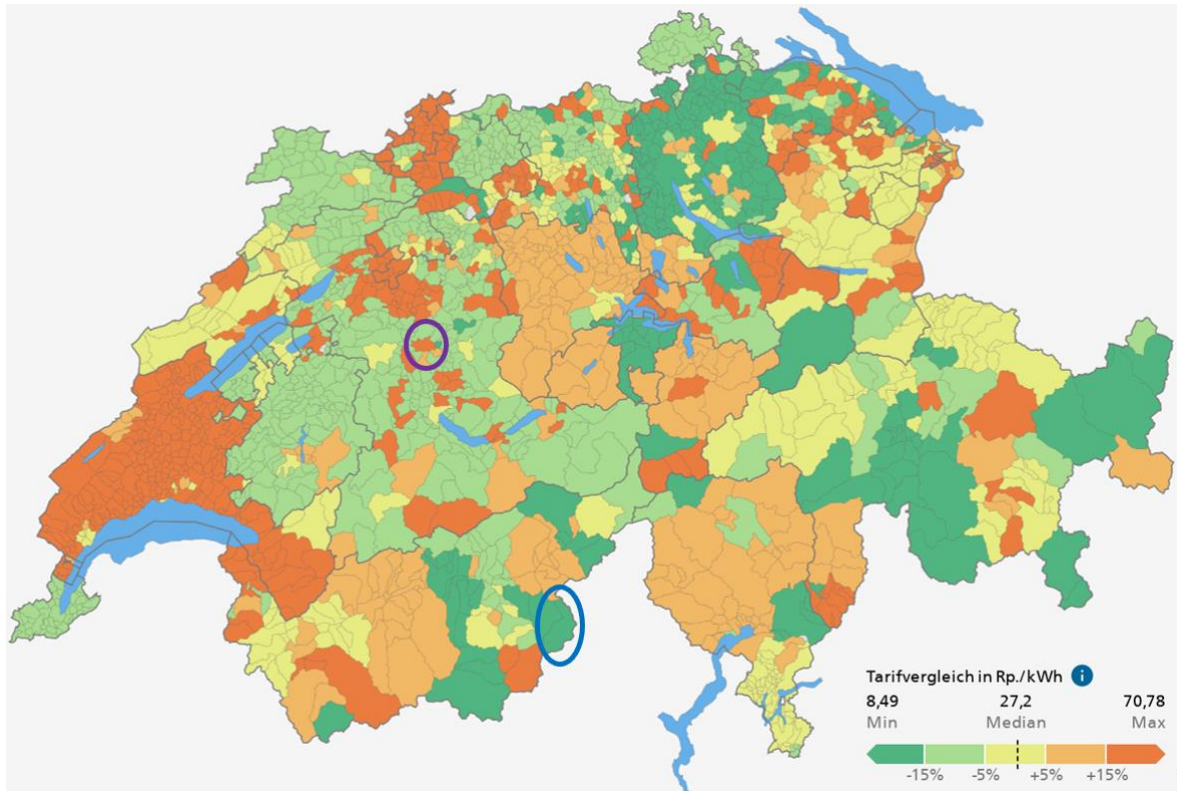 Tarifvergleich in Rp./kWh i
8,49 27,2 70,78
Min Median Max
-15% -5% +5% +15%